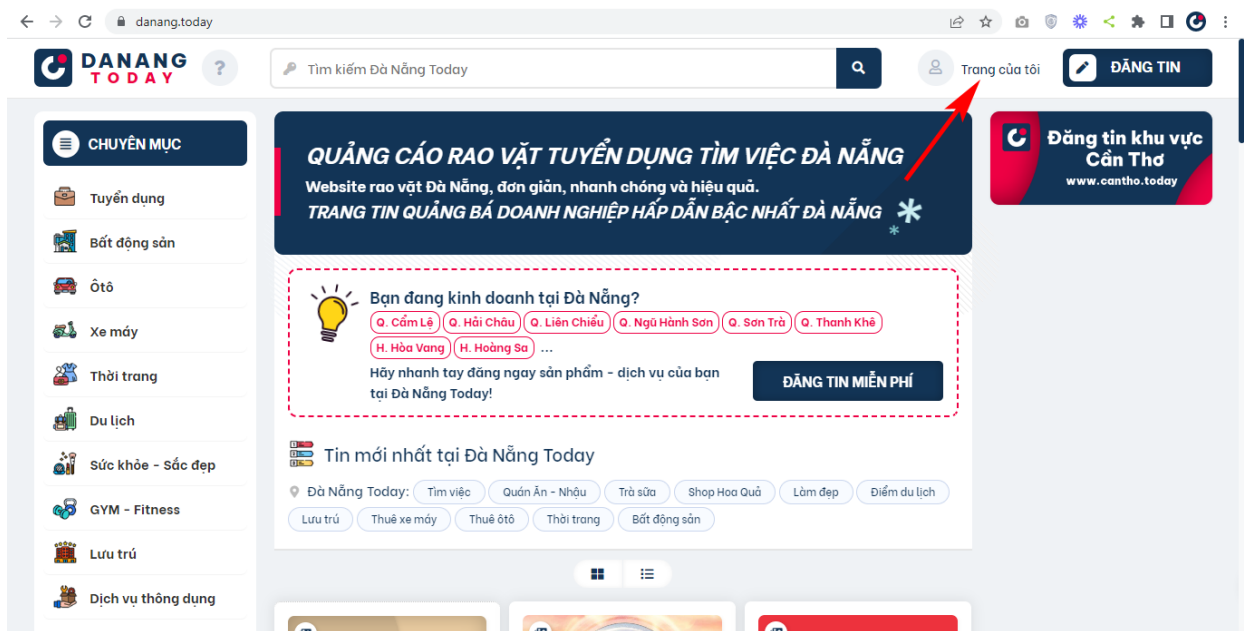 danang.today
DANANG
TODAY
?
Tìm kiếm Đà Nẵng Today
Trang của tôi
ĐĂNG TIN
CHUYÊN MỤC
Tuyển dụng
Bất động sản
Ôtô
Xe máy
Thời trang
Du lịch
Sức khỏe - Sắc đẹp
GYM - Fitness
Lưu trú
Dịch vụ thông dụng
QUẢNG CÁO RAO VẶT TUYỂN DỤNG TÌM VIỆC ĐÀ NẴNG
Website rao vặt Đà Nẵng, đơn giản, nhanh chóng và hiệu quả.
TRANG TIN QUẢNG BÁ DOANH NGHIỆP HẤP DẪN BẬC NHẤT ĐÀ NẴNG
Bạn đang kinh doanh tại Đà Nẵng?
Q. Cẩm Lệ Q. Hải Châu Q. Liên Chiểu Q. Ngũ Hành Sơn Q. Sơn Trà Q. Thanh Khê
H. Hòa Vang H. Hoàng Sa ...
Hãy nhanh tay đăng ngay sản phẩm - dịch vụ của bạn
tại Đà Nẵng Today!
ĐĂNG TIN MIỄN PHÍ
Tin mới nhất tại Đà Nẵng Today
Đà Nẵng Today: Tìm việc Quán Ăn - Nhậu Trà sữa Shop Hoa Quả Làm đẹp Điểm du lịch
Lưu trú Thuê xe máy Thuê ôtô Thời trang Bất động sản
Đăng tin khu vực
Cần Thơ
www.cantho.today